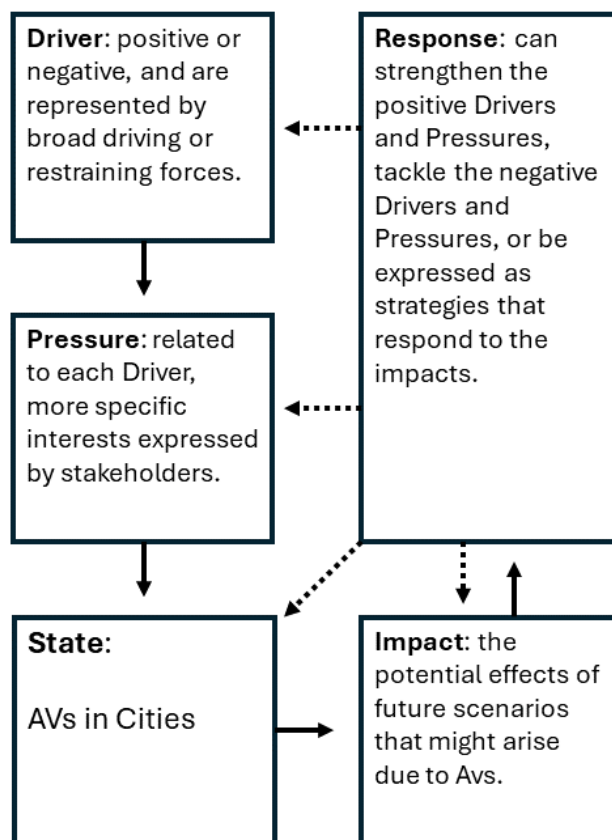 Driver: positive or
negative, and are
represented by
broad driving or
restraining forces.
Response: can
strengthen the
positive Drivers
and Pressures,
tackle the negative
Drivers and
Pressures, or be
expressed as
strategies that
respond to the
impacts.
Pressure: related
to each Driver,
more specific
interests expressed
by stakeholders.
State:
AVs in Cities
Impact: the
potential effects of
future scenarios
that might arise
due to Avs.